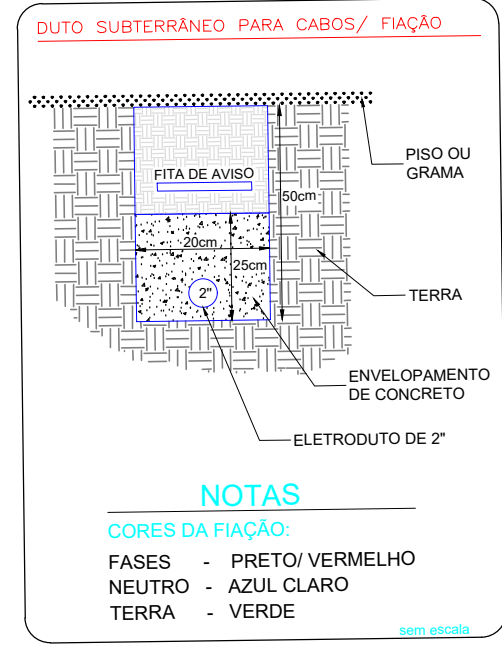 DUTO SUBTERRÂNEO PARA CABOS/ FIAÇÃO
FITA DE AVISO
PISO OU
GRAMA
50cm
20cm
25cm
2"
TERRA
ENVELOPAMENTO
DE CONCRETO
ELETRODUTO DE 2"
NOTAS
CORES DA FIAÇÃO:
FASES - PRETO/ VERMELHO
NEUTRO - AZUL CLARO
TERRA - VERDE
sem escala